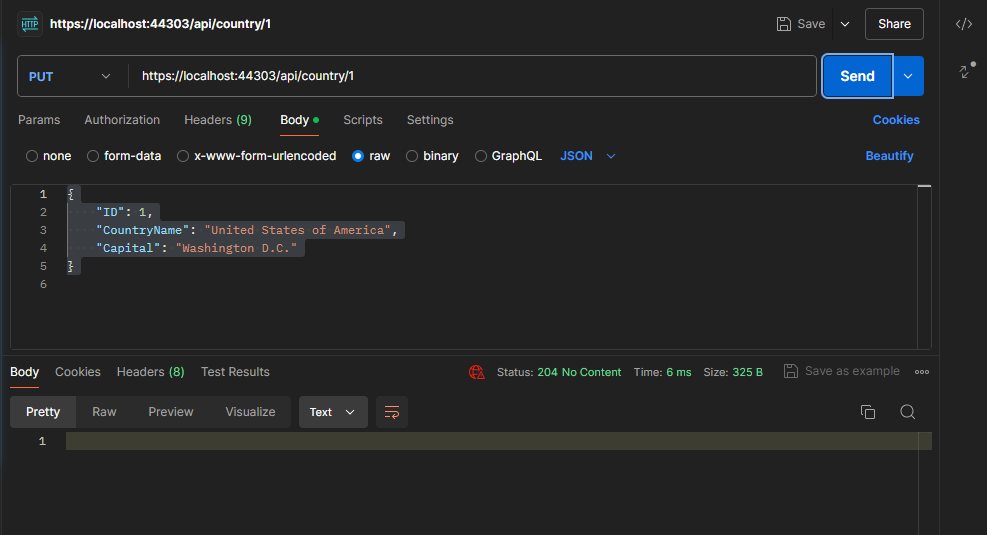 HTTP https://localhost:44303/api/country/1 Save Share
PUT https://localhost:44303/api/country/1 Send
Params Authorization Headers (9) Body Scripts Settings Cookies
none form-data x-www-form-urlencoded raw binary GraphQL JSON Beautify
1 {
2 "ID": 1,
3 "CountryName": "United States of America",
4 "Capital": "Washington D.C."
5 }
6
Body Cookies Headers (8) Test Results Status: 204 No Content Time: 6 ms Size: 325 B Save as example
Pretty Raw Preview Visualize Text
1